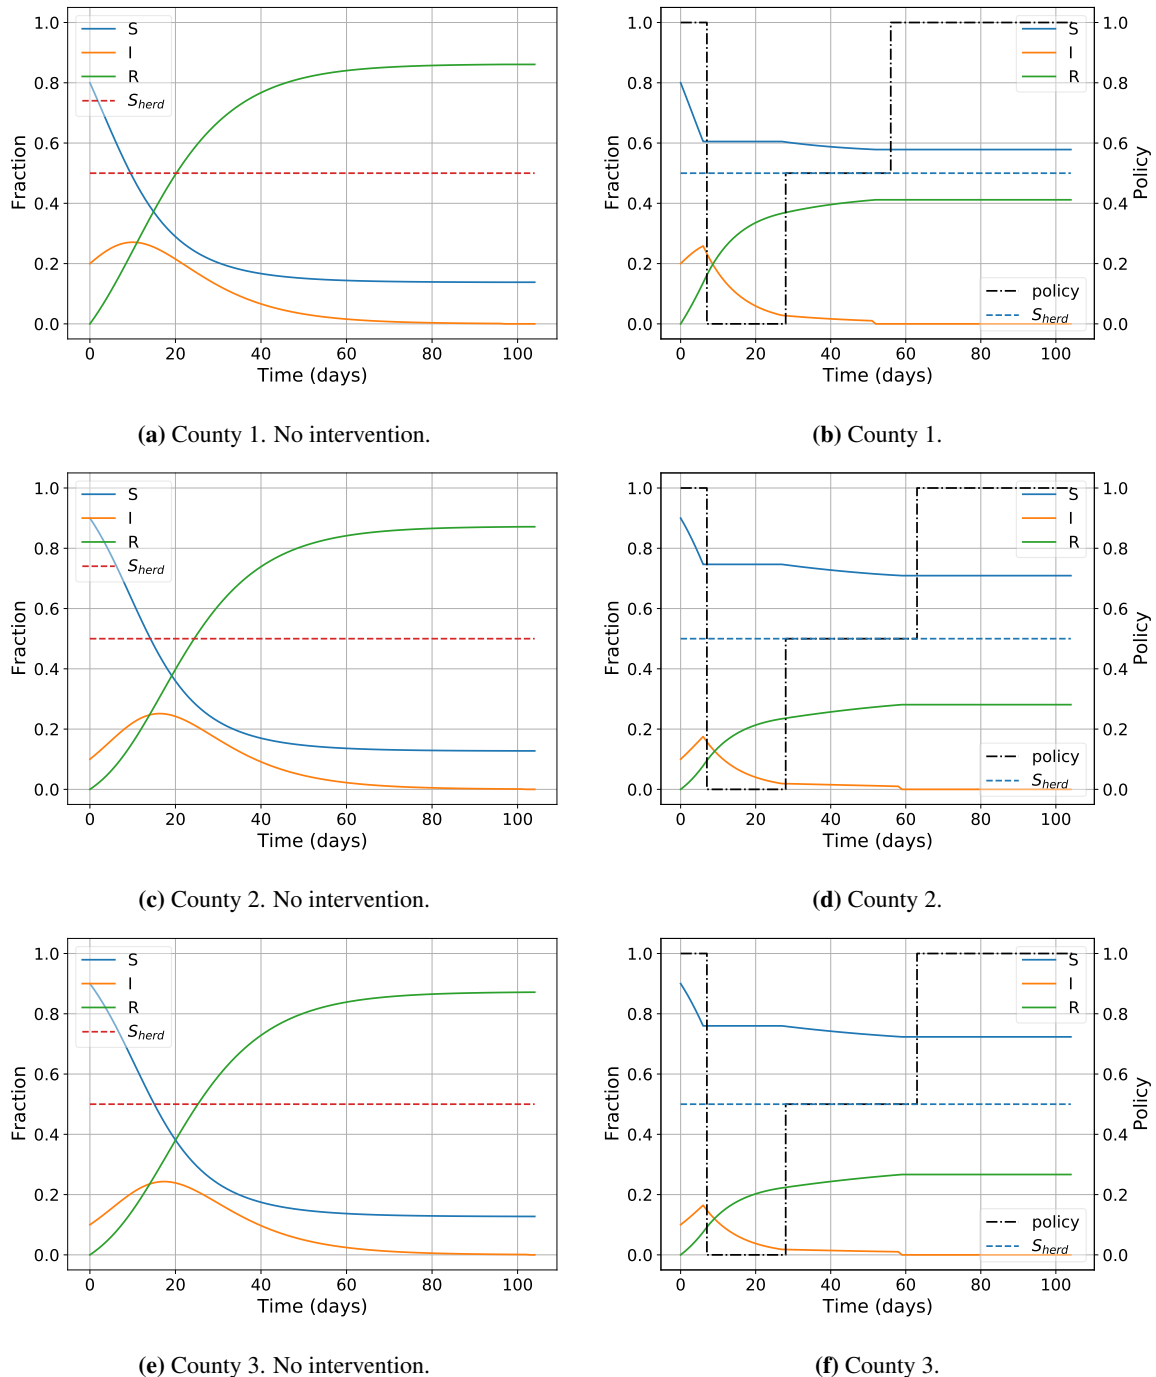 1.0
0.8
0.6
0.4
0.2
0.0
Fraction
S
I
R
S_herd
0 20 40 60 80 100
Time (days)
(a) County 1. No intervention.
1.0
0.8
0.6
0.4
0.2
0.0
Fraction
S
I
R
policy
S_herd
1.0
0.8
0.6
0.4
0.2
0.0
Policy
0 20 40 60 80 100
Time (days)
(b) County 1.
1.0
0.8
0.6
0.4
0.2
0.0
Fraction
S
I
R
S_herd
0 20 40 60 80 100
Time (days)
(c) County 2. No intervention.
1.0
0.8
0.6
0.4
0.2
0.0
Fraction
S
I
R
policy
S_herd
1.0
0.8
0.6
0.4
0.2
0.0
Policy
0 20 40 60 80 100
Time (days)
(d) County 2.
1.0
0.8
0.6
0.4
0.2
0.0
Fraction
S
I
R
S_herd
0 20 40 60 80 100
Time (days)
(e) County 3. No intervention.
1.0
0.8
0.6
0.4
0.2
0.0
Fraction
S
I
R
policy
S_herd
1.0
0.8
0.6
0.4
0.2
0.0
Policy
0 20 40 60 80 100
Time (days)
(f) County 3.